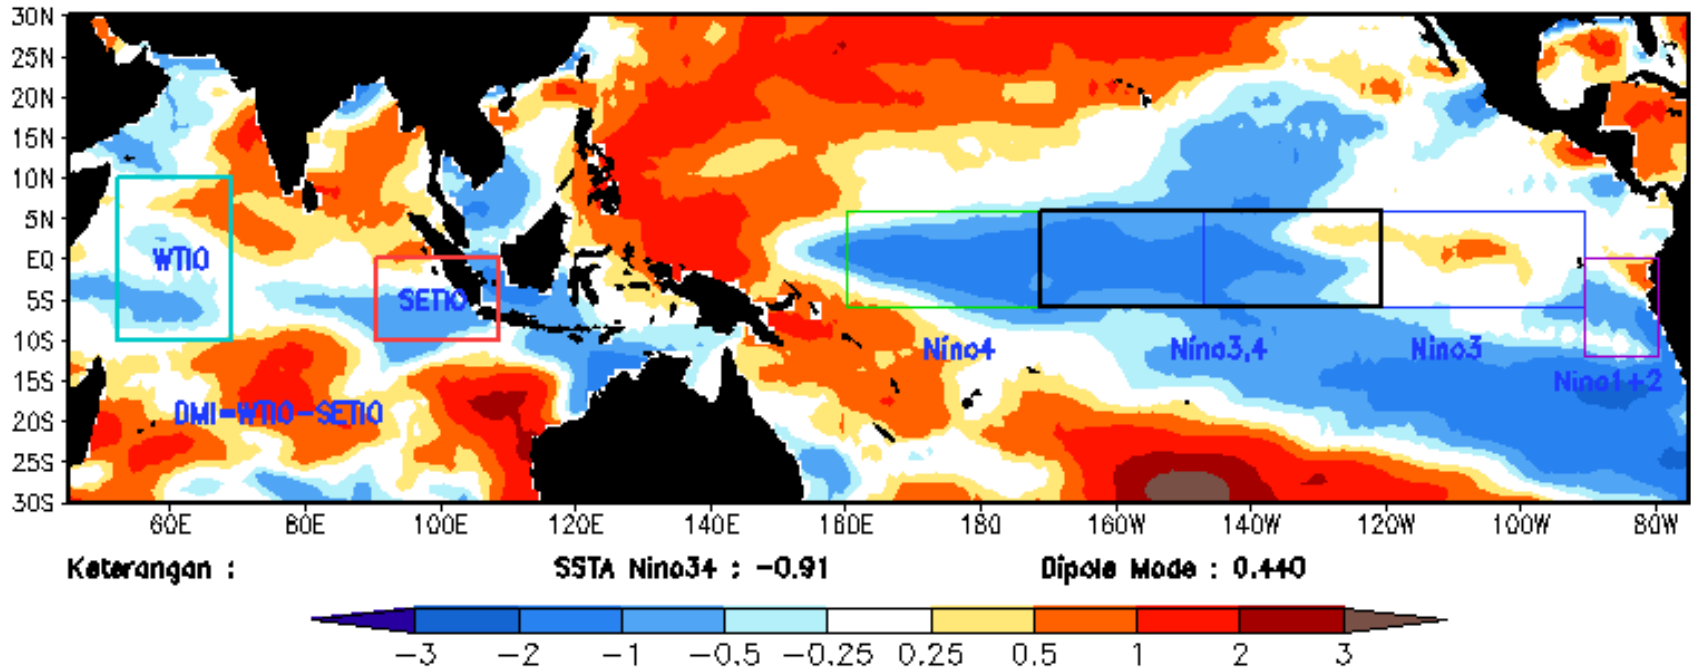 30N
25N
20N
15N
10N
5N
EQ
5S
10S
15S
20S
25S
30S
WTIO
SETIO
Nino4
Nino3,4
Nino3
Nino1+2
DMI=WTIO-SETIO
60E 80E 100E 120E 140E 160E 180 160W 140W 120W 100W 80W
Keterangan : SSTA Nino34 : -0.91 Dipole Mode : 0.440
-3 -2 -1 -0.5 -0.25 0.25 0.5 1 2 3